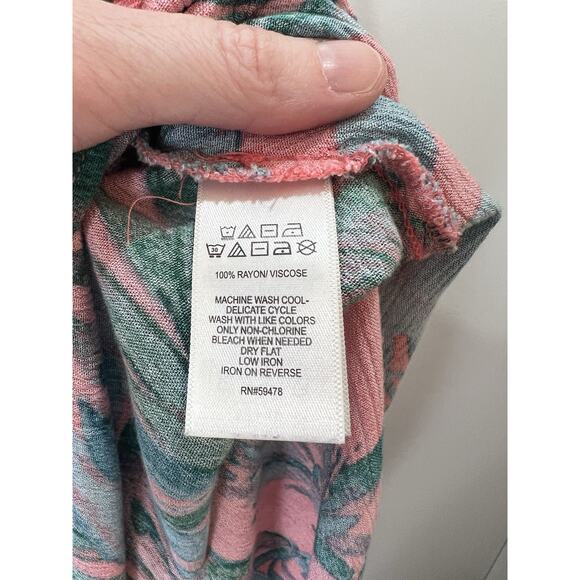 30
100% RAYON/ VISCOSE
MACHINE WASH COOL-
DELICATE CYCLE
WASH WITH LIKE COLORS
ONLY NON-CHLORINE
BLEACH WHEN NEEDED
DRY FLAT
LOW IRON
IRON ON REVERSE
RN#59478